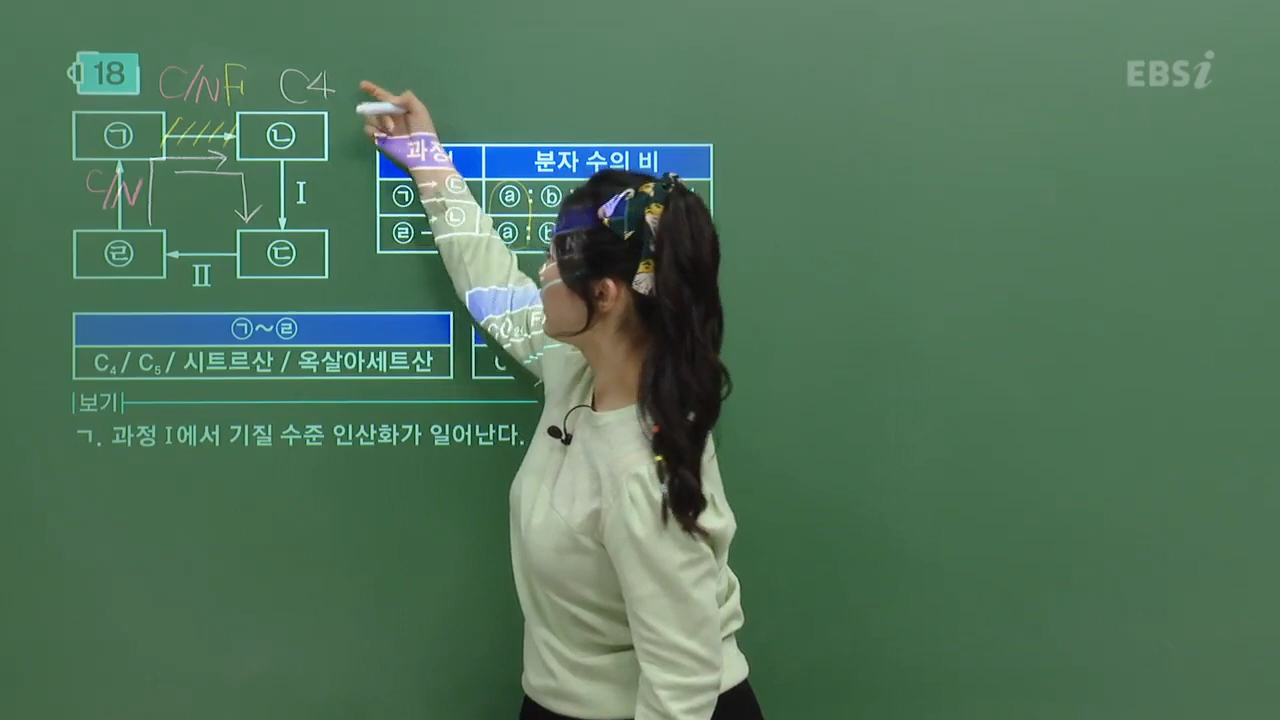 18 C/NF C4
EBSi
㉠ ㉡
C/N I
㉣ ㉢
II
과정 분자 수의 비
㉠ → ㉢ ⓐ : ⓑ
㉣ → ㉡ ⓐ :
㉠~㉣
C₄ / C₅ / 시트르산 / 옥살아세트산
보기
ㄱ. 과정 I에서 기질 수준 인산화가 일어난다.